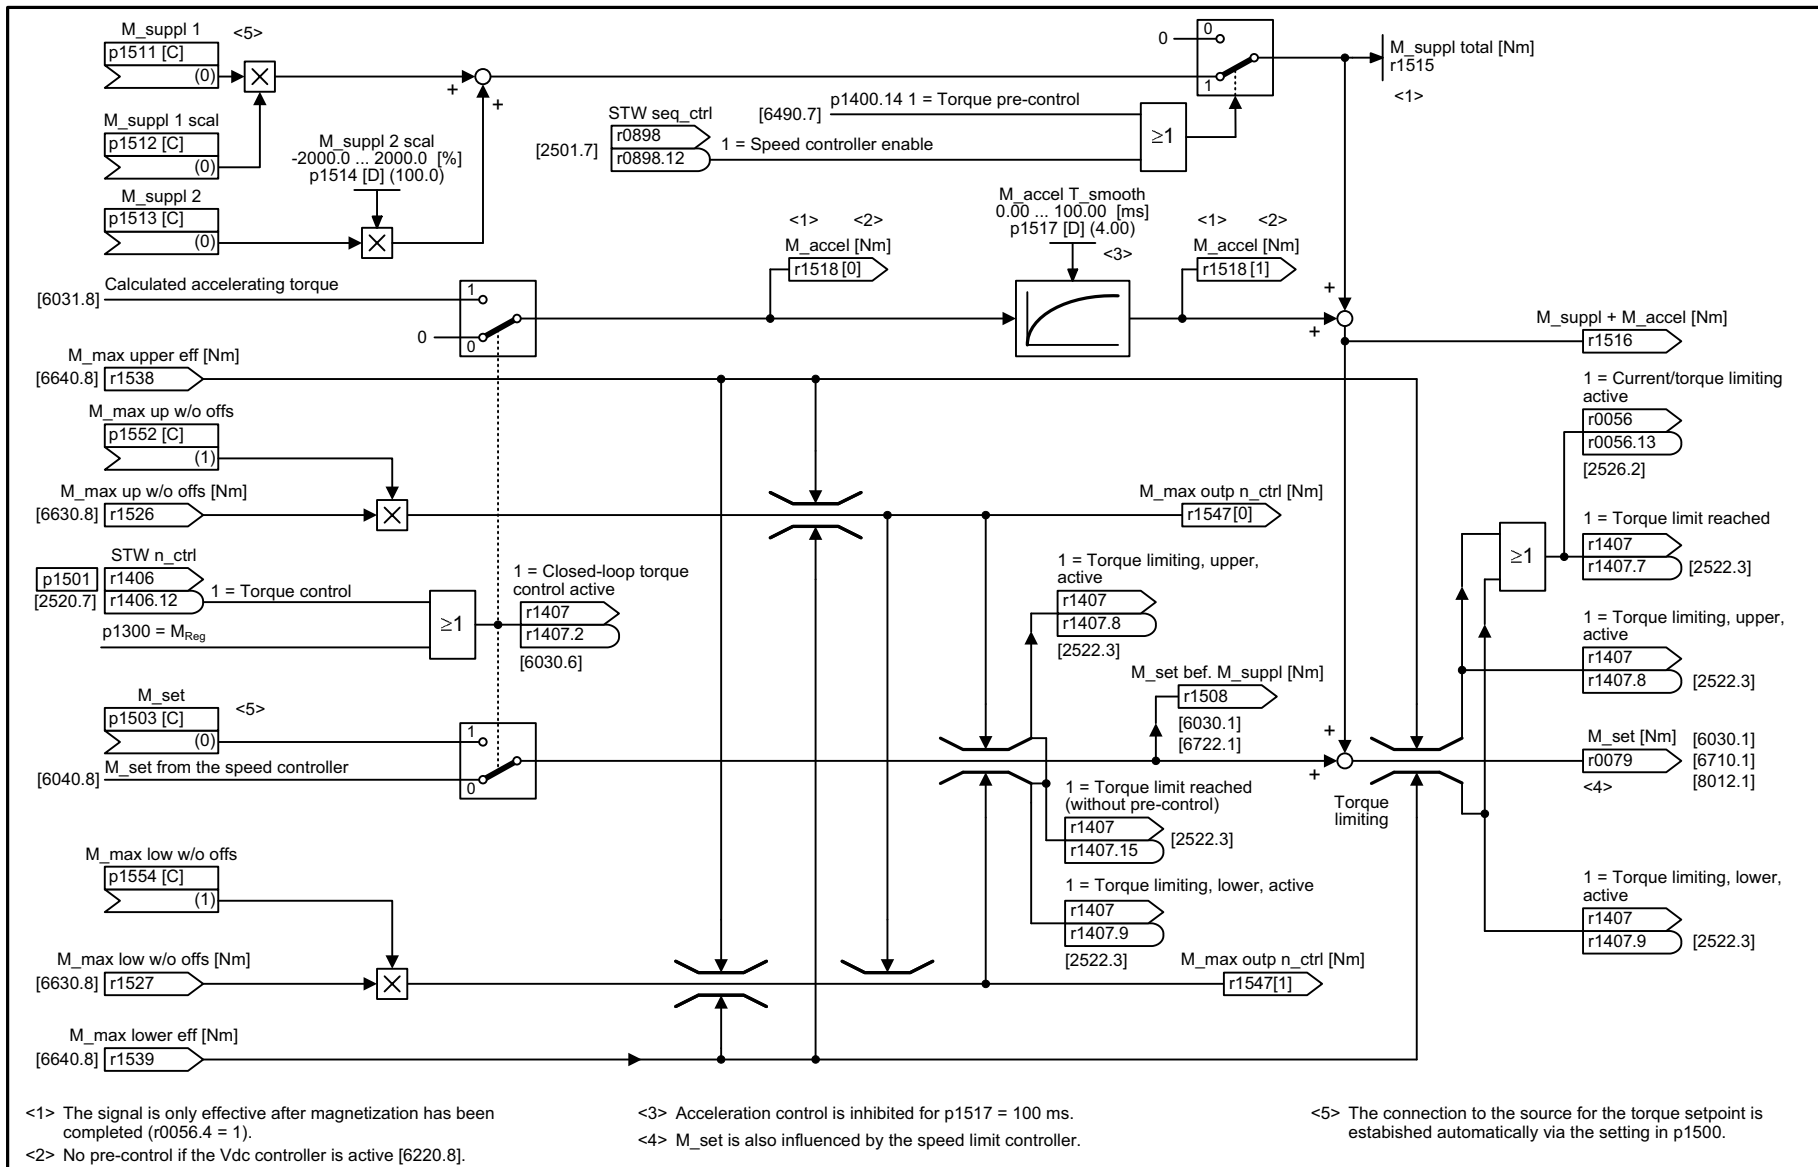 M_suppl 1
<5>
p1511 [C]
(0)
M_suppl 1 scal
p1512 [C]
(0)
M_suppl 2 scal
-2000.0 ... 2000.0 [%]
p1514 [D] (100.0)
M_suppl 2
p1513 [C]
(0)
+
+
STW seq_ctrl
r0898
r0898.12
[2501.7]
[6490.7]
p1400.14 1 = Torque pre-control
1 = Speed controller enable
≥1
0
0
1
M_suppl total [Nm]
r1515
<1>
[6031.8]
Calculated accelerating torque
1
0
0
<1> <2>
M_accel [Nm]
r1518 [0]
M_accel T_smooth
0.00 ... 100.00 [ms]
p1517 [D] (4.00)
<3>
<1> <2>
M_accel [Nm]
r1518 [1]
+
+
M_suppl + M_accel [Nm]
r1516
M_max upper eff [Nm]
[6640.8] r1538
M_max up w/o offs
p1552 [C]
(1)
M_max up w/o offs [Nm]
[6630.8] r1526
M_max outp n_ctrl [Nm]
r1547[0]
1 = Current/torque limiting
active
r0056
r0056.13
[2526.2]
1 = Torque limit reached
r1407
r1407.7 [2522.3]
≥1
STW n_ctrl
p1501 r1406
[2520.7] r1406.12
1 = Torque control
p1300 = MReg
≥1
1 = Closed-loop torque
control active
r1407
r1407.2
[6030.6]
1 = Torque limiting, upper,
active
r1407
r1407.8
[2522.3]
1 = Torque limiting, upper,
active
r1407
r1407.8 [2522.3]
M_set bef. M_suppl [Nm]
r1508
[6030.1]
[6722.1]
M_set
p1503 [C]
(0)
<5>
[6040.8]
M_set from the speed controller
1
0
+
+
Torque
limiting
M_set [Nm]
r0079
<4>
[6030.1]
[6710.1]
[8012.1]
1 = Torque limit reached
(without pre-control)
r1407
r1407.15
[2522.3]
1 = Torque limiting, lower, active
r1407
r1407.9
[2522.3]
1 = Torque limiting, lower,
active
r1407
r1407.9 [2522.3]
M_max low w/o offs
p1554 [C]
(1)
M_max low w/o offs [Nm]
[6630.8] r1527
M_max outp n_ctrl [Nm]
r1547[1]
M_max lower eff [Nm]
[6640.8] r1539
<1> The signal is only effective after magnetization has been
completed (r0056.4 = 1).
<2> No pre-control if the Vdc controller is active [6220.8].
<3> Acceleration control is inhibited for p1517 = 100 ms.
<4> M_set is also influenced by the speed limit controller.
<5> The connection to the source for the torque setpoint is
estabished automatically via the setting in p1500.